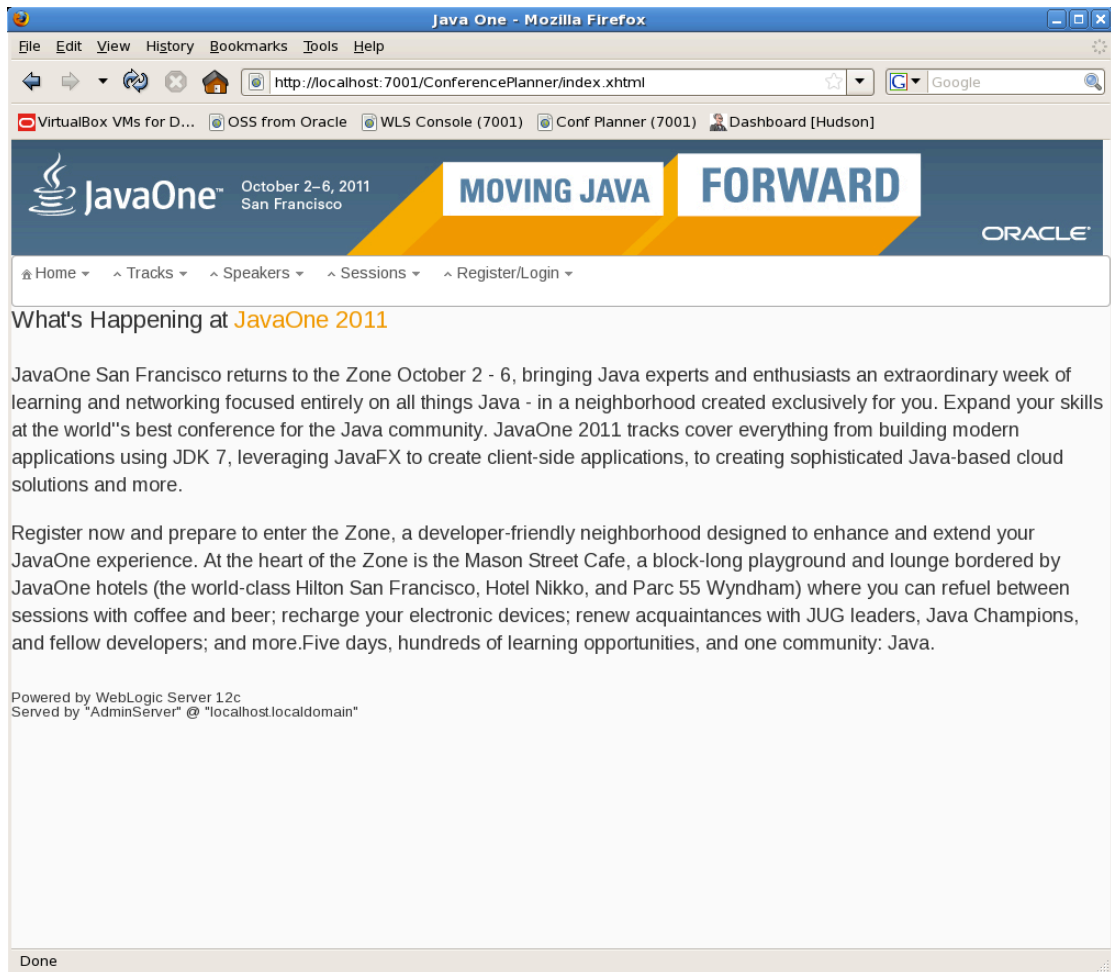 Java One - Mozilla Firefox
File Edit View History Bookmarks Tools Help
http://localhost:7001/ConferencePlanner/index.xhtml
G Google
VirtualBox VMs for D... OSS from Oracle WLS Console (7001) Conf Planner (7001) Dashboard [Hudson]
JavaOne™ October 2–6, 2011
San Francisco
MOVING JAVA FORWARD
ORACLE®
Home Tracks Speakers Sessions Register/Login
What's Happening at JavaOne 2011
JavaOne San Francisco returns to the Zone October 2 - 6, bringing Java experts and enthusiasts an extraordinary week of
learning and networking focused entirely on all things Java - in a neighborhood created exclusively for you. Expand your skills
at the world''s best conference for the Java community. JavaOne 2011 tracks cover everything from building modern
applications using JDK 7, leveraging JavaFX to create client-side applications, to creating sophisticated Java-based cloud
solutions and more.
Register now and prepare to enter the Zone, a developer-friendly neighborhood designed to enhance and extend your
JavaOne experience. At the heart of the Zone is the Mason Street Cafe, a block-long playground and lounge bordered by
JavaOne hotels (the world-class Hilton San Francisco, Hotel Nikko, and Parc 55 Wyndham) where you can refuel between
sessions with coffee and beer; recharge your electronic devices; renew acquaintances with JUG leaders, Java Champions,
and fellow developers; and more.Five days, hundreds of learning opportunities, and one community: Java.
Powered by WebLogic Server 12c
Served by "AdminServer" @ "localhost.localdomain"
Done